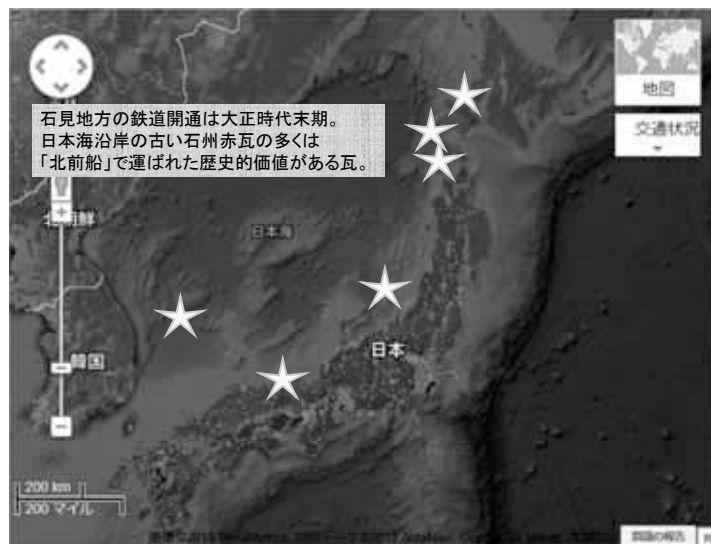 地図
交通状況
石見地方の鉄道開通は大正時代末期。
日本海沿岸の古い石州赤瓦の多くは
「北前船」で運ばれた歴史的価値がある瓦。
北朝鮮
日本海
韓国
日本
200 km
200 マイル